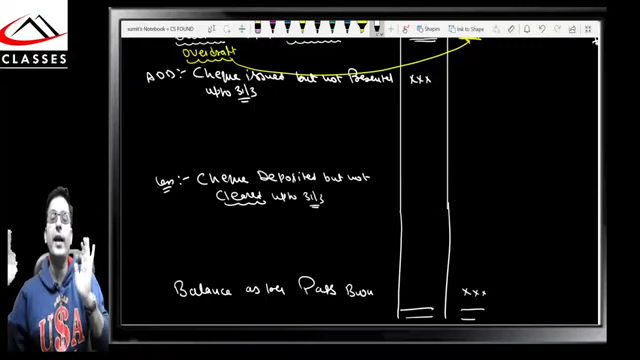 CLASSES
sumit's Notebook » CS FOUND
Shapes
Ink to Shape
overdraft
ADD:- Cheque issued but not Presented
upto 31/3
xxx
Less:- Cheque Deposited but not
Cleared upto 31/3
Balance as per Pass Book
xxx
USA